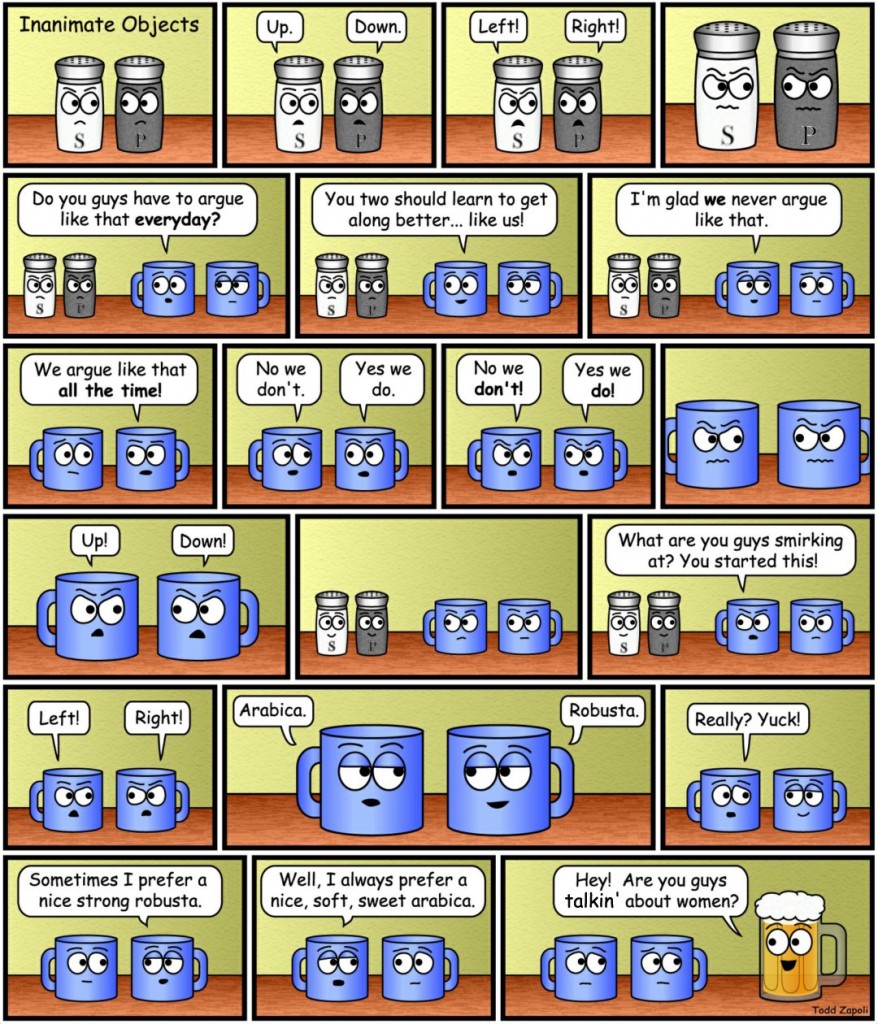 Inanimate Objects
S
P
Up.
Down.
S
P
Left!
Right!
S
P
S
P
Do you guys have to argue
like that everyday?
S
P
You two should learn to get
along better... like us!
S
P
I'm glad we never argue
like that.
S
P
We argue like that
all the time!
No we
don't.
Yes we
do.
No we
don't!
Yes we
do!
Up!
Down!
S
P
What are you guys smirking
at? You started this!
S
P
Left!
Right!
Arabica.
Robusta.
Really? Yuck!
Sometimes I prefer a
nice strong robusta.
Well, I always prefer a
nice, soft, sweet arabica.
Hey! Are you guys
talkin' about women?
Todd Zapoli